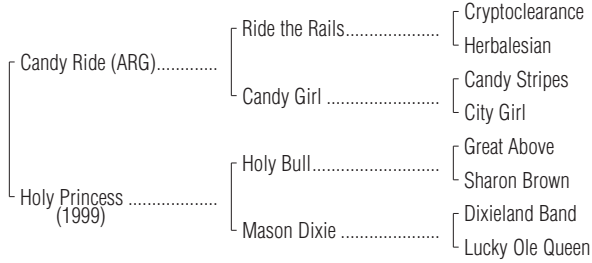 Cryptoclearance
Ride the Rails.....................
Herbalesian
Candy Ride (ARG).............
Candy Stripes
Candy Girl .........................
City Girl
Great Above
Holy Bull............................
Sharon Brown
Holy Princess ...................
(1999)
Dixieland Band
Mason Dixie ......................
Lucky Ole Queen